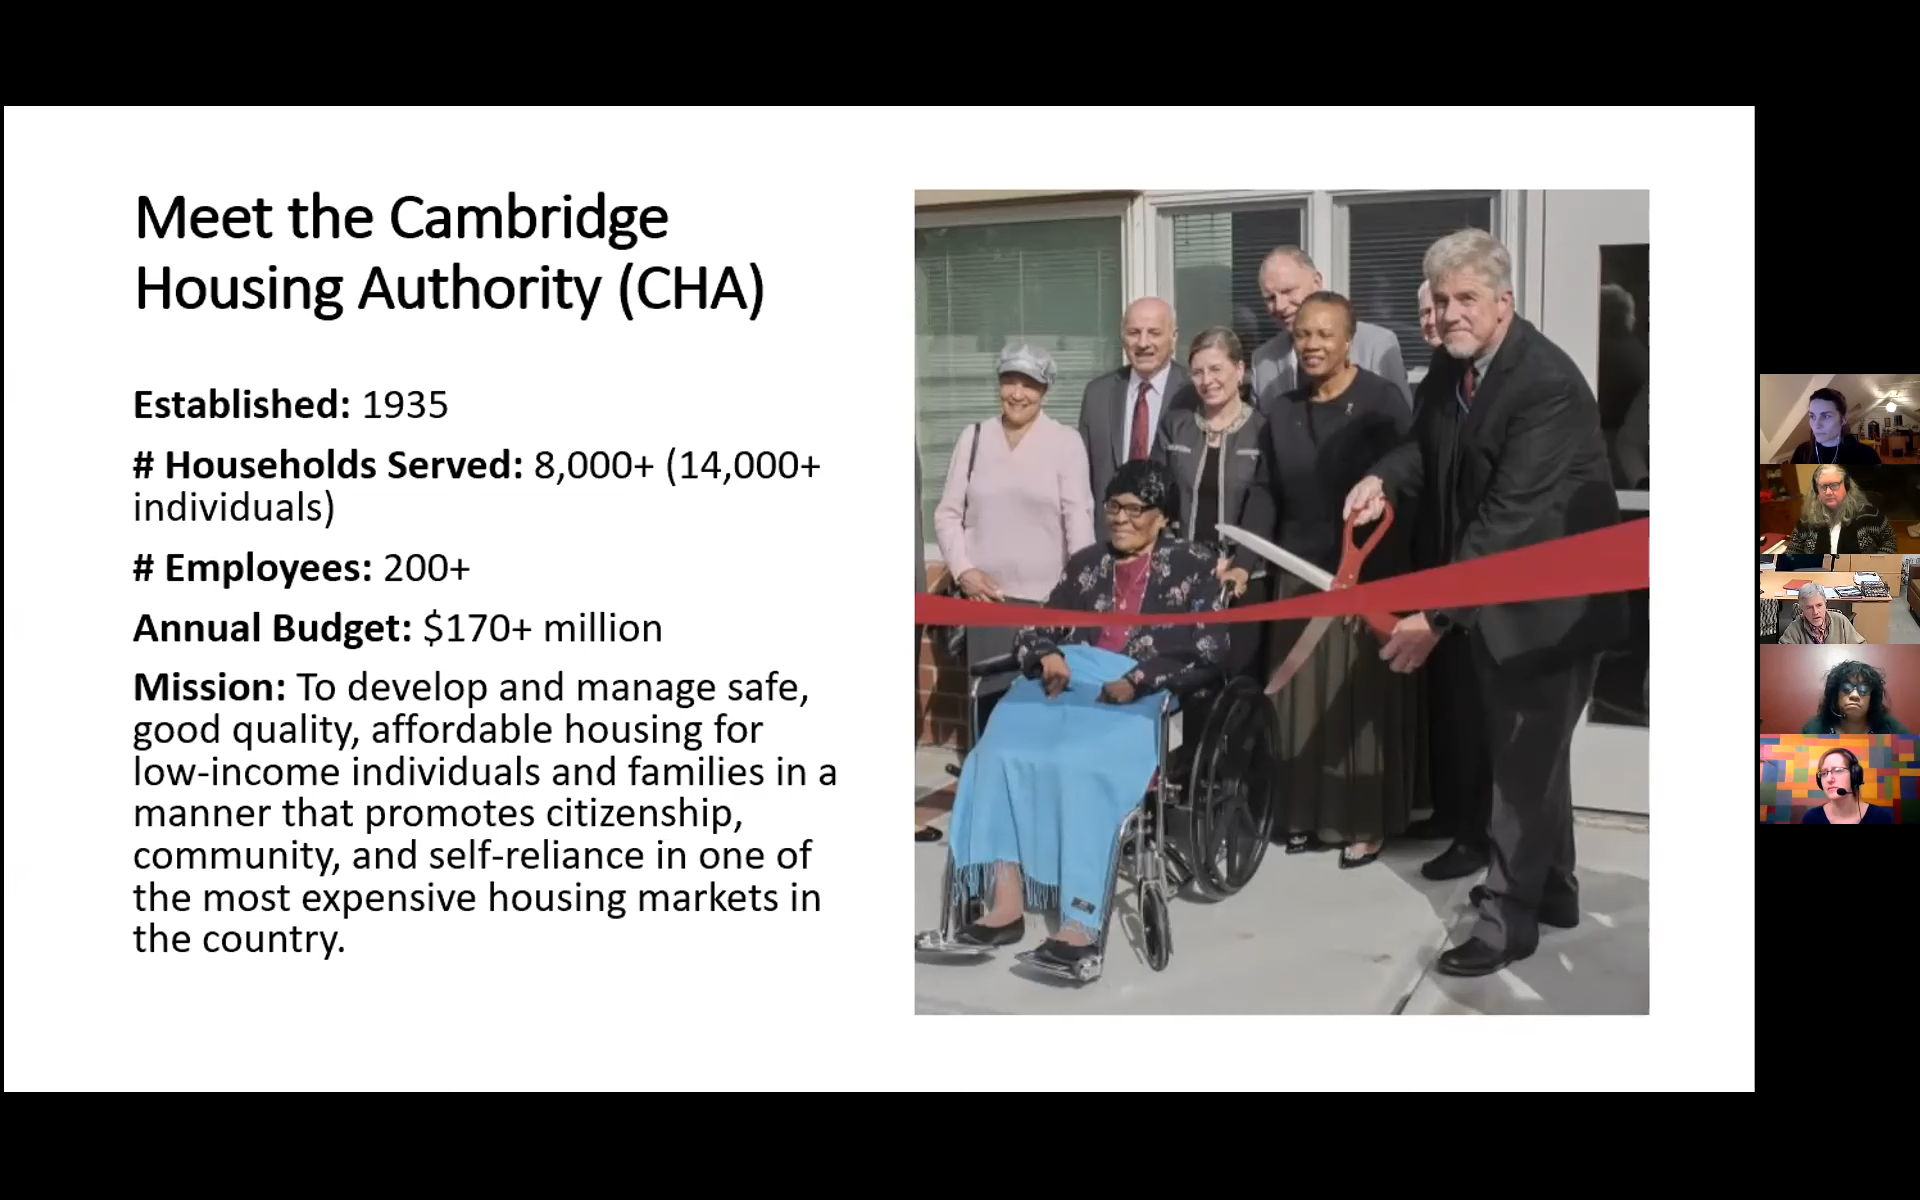 Meet the Cambridge
Housing Authority (CHA)
Established: 1935
# Households Served: 8,000+ (14,000+
individuals)
# Employees: 200+
Annual Budget: $170+ million
Mission: To develop and manage safe,
good quality, affordable housing for
low-income individuals and families in a
manner that promotes citizenship,
community, and self-reliance in one of
the most expensive housing markets in
the country.